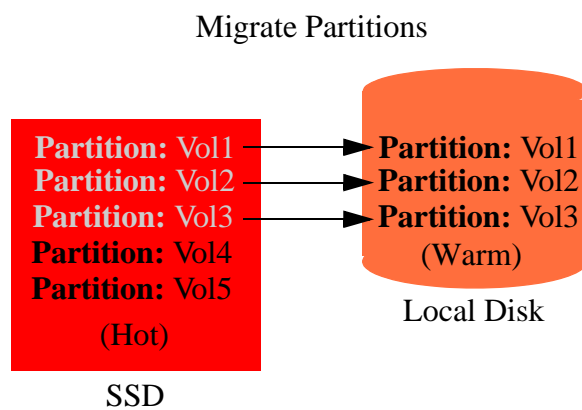 Migrate Partitions
Partition: Vol1
Partition: Vol2
Partition: Vol3
Partition: Vol4
Partition: Vol5
(Hot)
SSD
Partition: Vol1
Partition: Vol2
Partition: Vol3
(Warm)
Local Disk